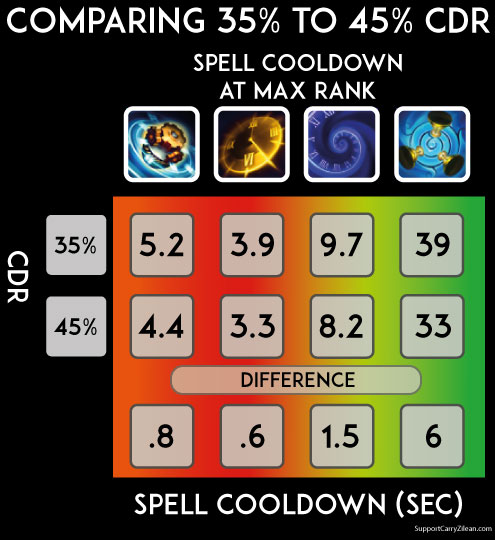 COMPARING 35% TO 45% CDR
SPELL COOLDOWN
AT MAX RANK
CDR
35% 5.2 3.9 9.7 39
45% 4.4 3.3 8.2 33
DIFFERENCE
.8 .6 1.5 6
SPELL COOLDOWN (SEC)
SupportCarryZilean.com